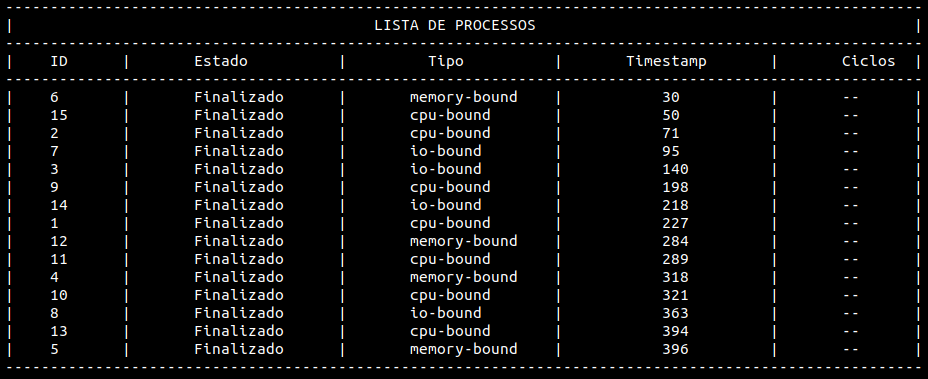 ------------------------------------------------------------------------------------------------------
| LISTA DE PROCESSOS |
------------------------------------------------------------------------------------------------------
| ID | Estado | Tipo | Timestamp | Ciclos |
------------------------------------------------------------------------------------------------------
| 6 | Finalizado | memory-bound | 30 | -- |
| 15 | Finalizado | cpu-bound | 50 | -- |
| 2 | Finalizado | cpu-bound | 71 | -- |
| 7 | Finalizado | io-bound | 95 | -- |
| 3 | Finalizado | io-bound | 140 | -- |
| 9 | Finalizado | cpu-bound | 198 | -- |
| 14 | Finalizado | io-bound | 218 | -- |
| 1 | Finalizado | cpu-bound | 227 | -- |
| 12 | Finalizado | memory-bound | 284 | -- |
| 11 | Finalizado | cpu-bound | 289 | -- |
| 4 | Finalizado | memory-bound | 318 | -- |
| 10 | Finalizado | cpu-bound | 321 | -- |
| 8 | Finalizado | io-bound | 363 | -- |
| 13 | Finalizado | cpu-bound | 394 | -- |
| 5 | Finalizado | memory-bound | 396 | -- |
------------------------------------------------------------------------------------------------------